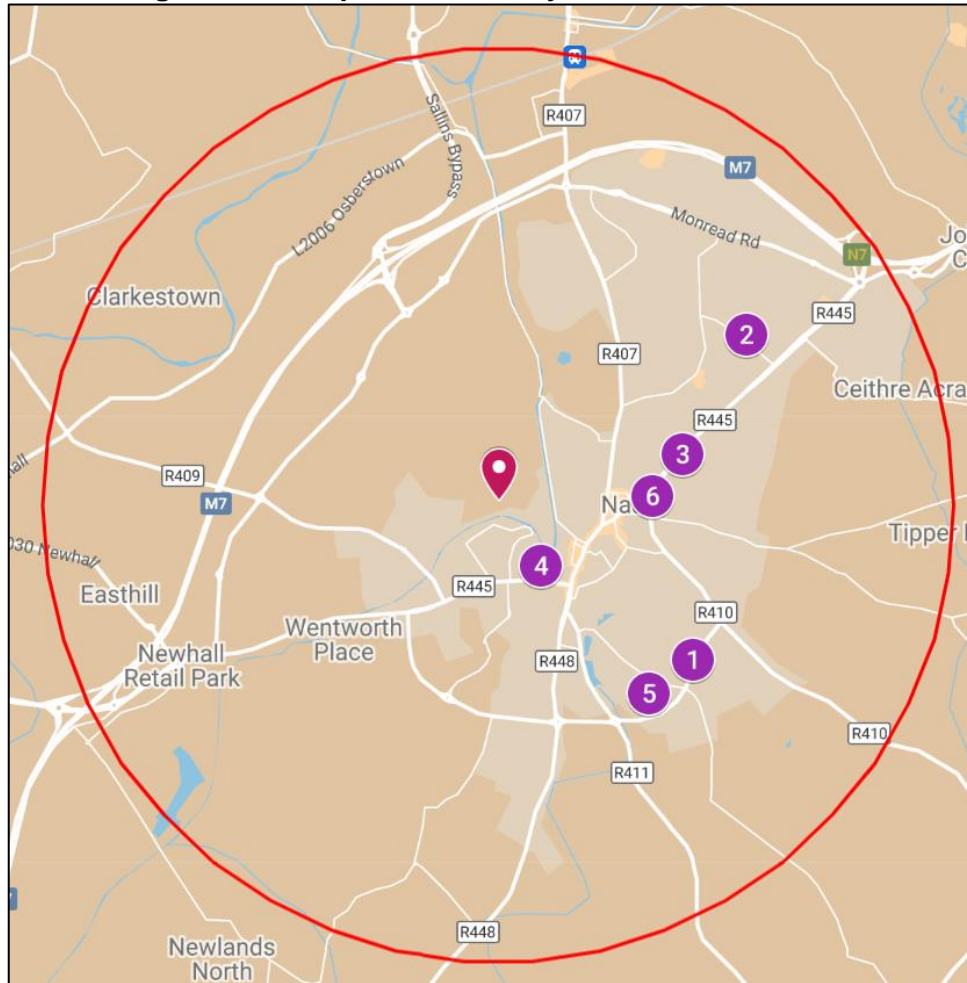 R407
M7
Sallins Bypass
L2006 Osberstown
Monread Rd
N7
Jo
C
Clarkestown
R445
2
R407
Ceithre Acra
R445
3
R409
6
Na
M7
Tipper
4
R445
Easthill
Wentworth
Place
R410
Newhall
Retail Park
R448
1
5
R410
R411
R448
Newlands
North
030 Newhall